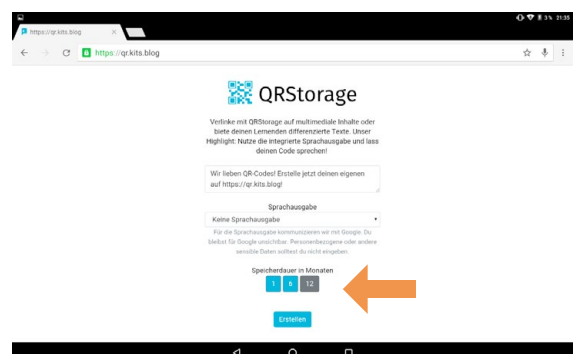 3% 21:35
https://qr.kits.blog
https://qr.kits.blog
QRStorage
Verlinke mit QRStorage auf multimediale Inhalte oder
biete deinen Lernenden differenzierte Texte. Unser
Highlight: Nutze die integrierte Sprachausgabe und lass
deinen Code sprechen!
Wir lieben QR-Codes! Erstelle jetzt deinen eigenen
auf https://qr.kits.blog!
Sprachausgabe
Keine Sprachausgabe
Für die Sprachausgabe kommunizieren wir mit Google. Du
bleibst für Google unsichtbar. Personenbezogene oder andere
sensible Daten solltest du nicht eingeben.
Speicherdauer in Monaten
1 6 12
Erstellen